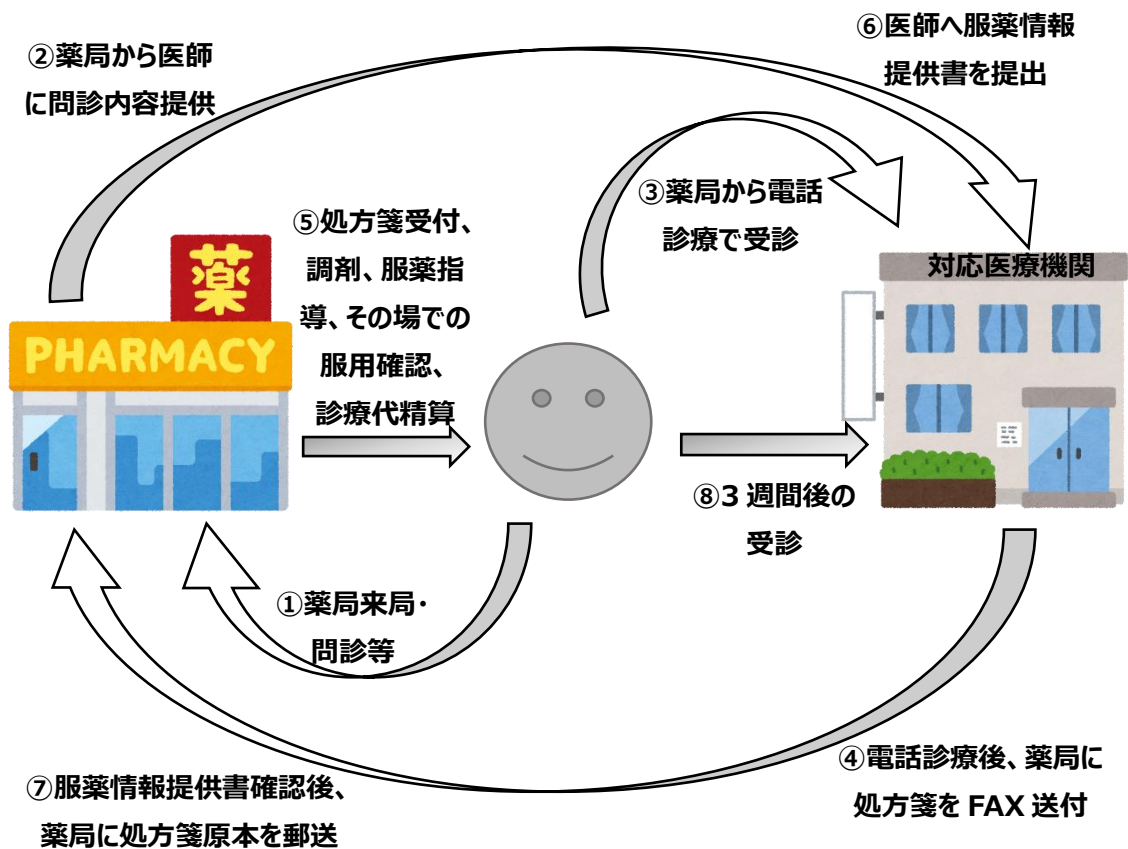 ②薬局から医師
に問診内容提供
⑥医師へ服薬情報
提供書を提出
③薬局から電話
診療で受診
⑤処方箋受付、
調剤、服薬指
導、その場での
服用確認、
診療代精算
薬
PHARMACY
対応医療機関
⑧3 週間後の
受診
①薬局来局・
問診等
④電話診療後、薬局に
処方箋を FAX 送付
⑦服薬情報提供書確認後、
薬局に処方箋原本を郵送